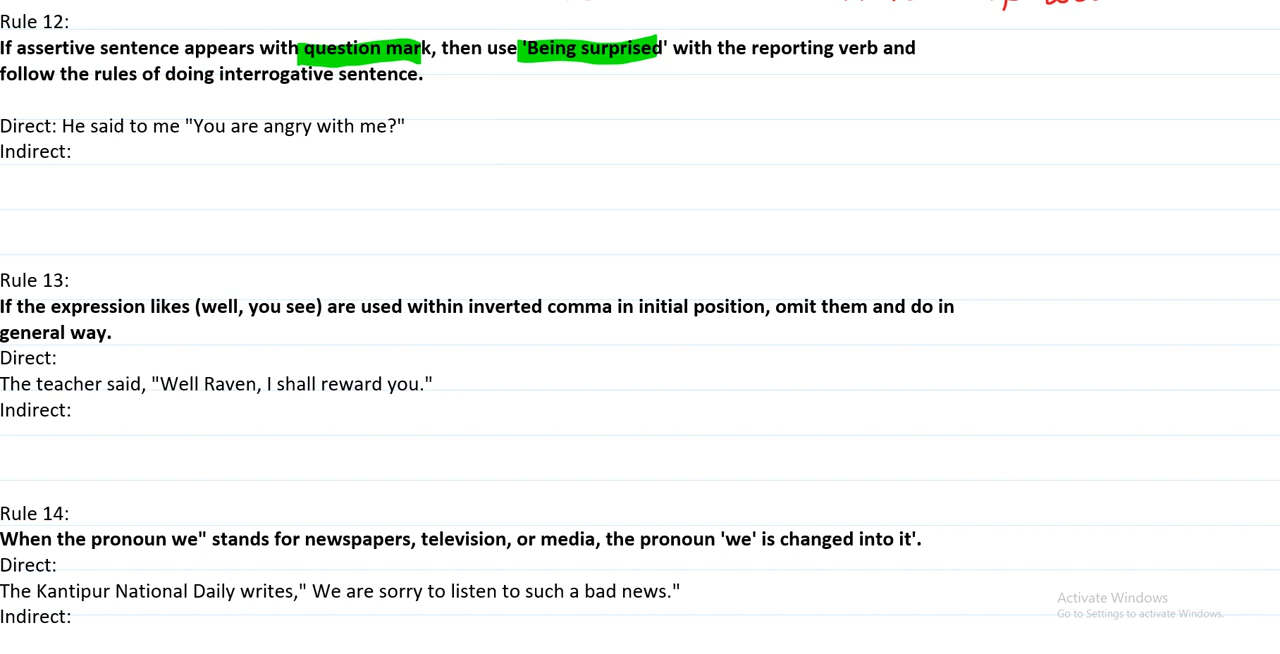 Rule 12:
If assertive sentence appears with question mark, then use 'Being surprised' with the reporting verb and
follow the rules of doing interrogative sentence.
Direct: He said to me "You are angry with me?"
Indirect:
Rule 13:
If the expression likes (well, you see) are used within inverted comma in initial position, omit them and do in
general way.
Direct:
The teacher said, "Well Raven, I shall reward you."
Indirect:
Rule 14:
When the pronoun we" stands for newspapers, television, or media, the pronoun 'we' is changed into it'.
Direct:
The Kantipur National Daily writes," We are sorry to listen to such a bad news."
Indirect:
Activate Windows
Go to Settings to activate Windows.